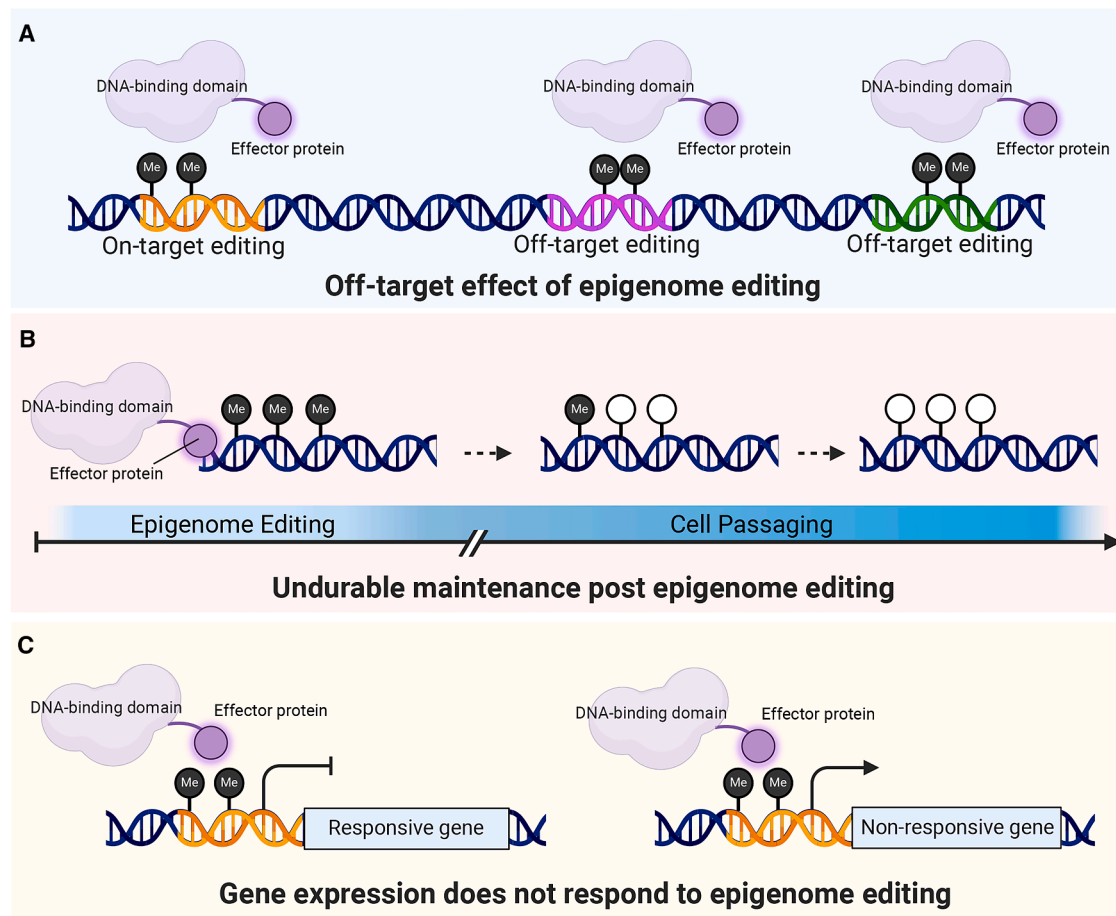 A
DNA-binding domain
Effector protein
Me Me
On-target editing
DNA-binding domain
Effector protein
Me Me
Off-target editing
DNA-binding domain
Effector protein
Me Me
Off-target editing
Off-target effect of epigenome editing
B
DNA-binding domain
Effector protein
Me Me Me
Me
Epigenome Editing
Cell Passaging
Undurable maintenance post epigenome editing
C
DNA-binding domain
Effector protein
Me Me
Responsive gene
DNA-binding domain
Effector protein
Me Me
Non-responsive gene
Gene expression does not respond to epigenome editing